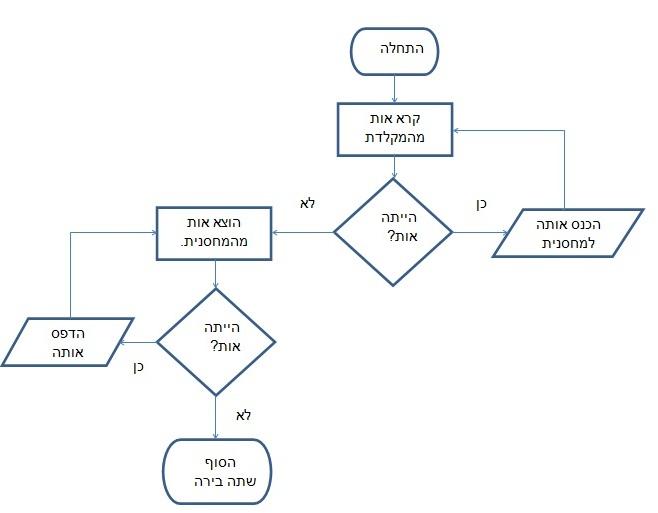 התחלה
קרא אות
מהמקלדת
הייתה
אות?
כן
הכנס אותה
למחסנית
לא
הוצא אות
מהמחסנית.
הייתה
אות?
כן
הדפס
אותה
לא
הסוף
שתה בירה